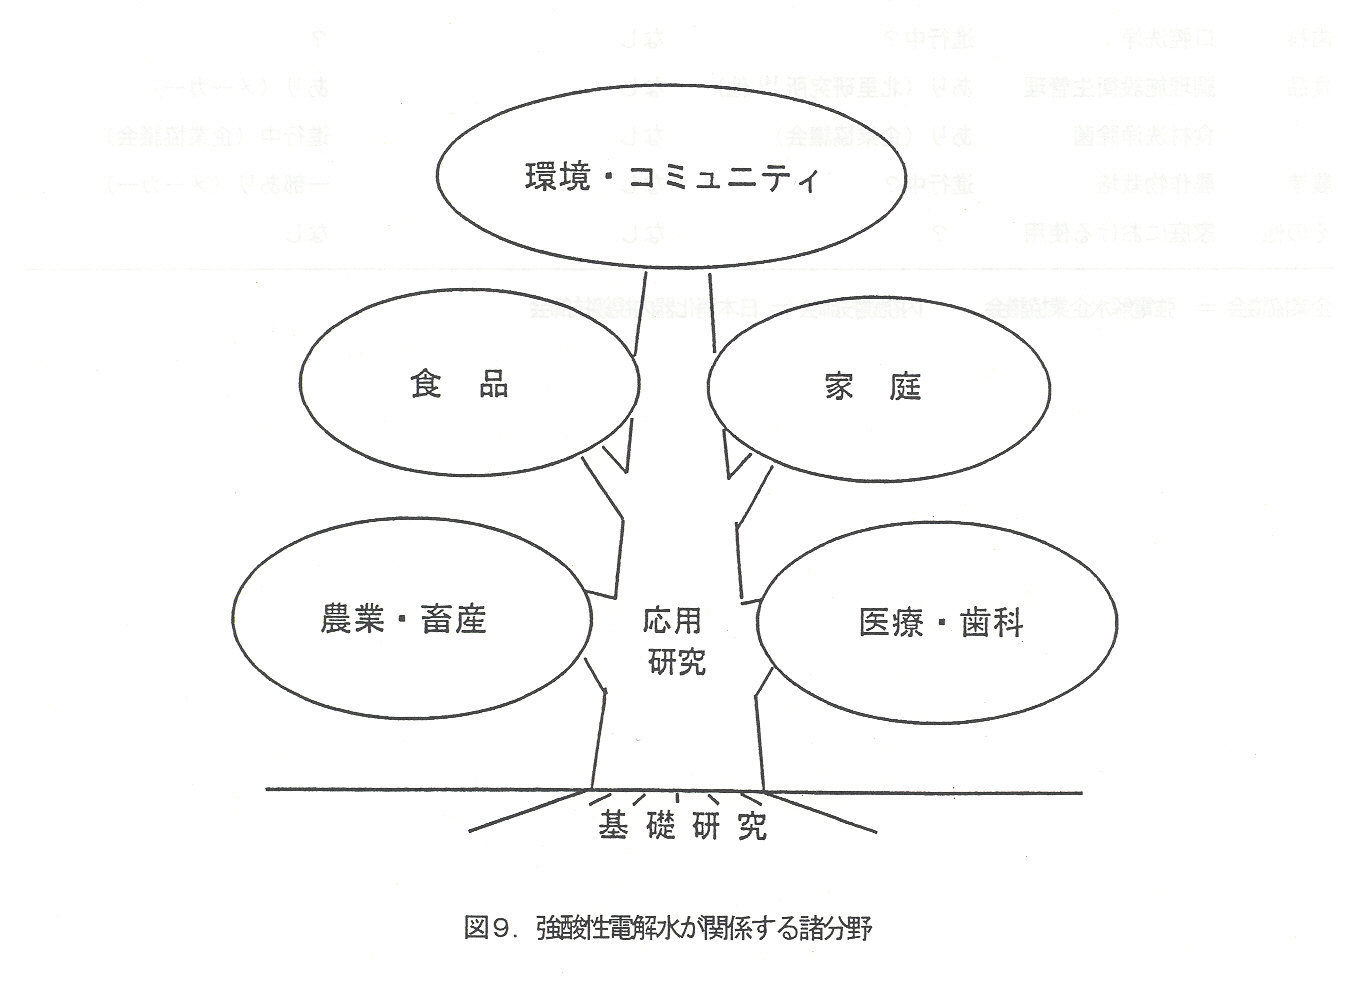 環境・コミュニティ
食 品
家 庭
農業・畜産
応用
研究
医療・歯科
基礎研究
図９．強酸性電解水が関係する諸分野